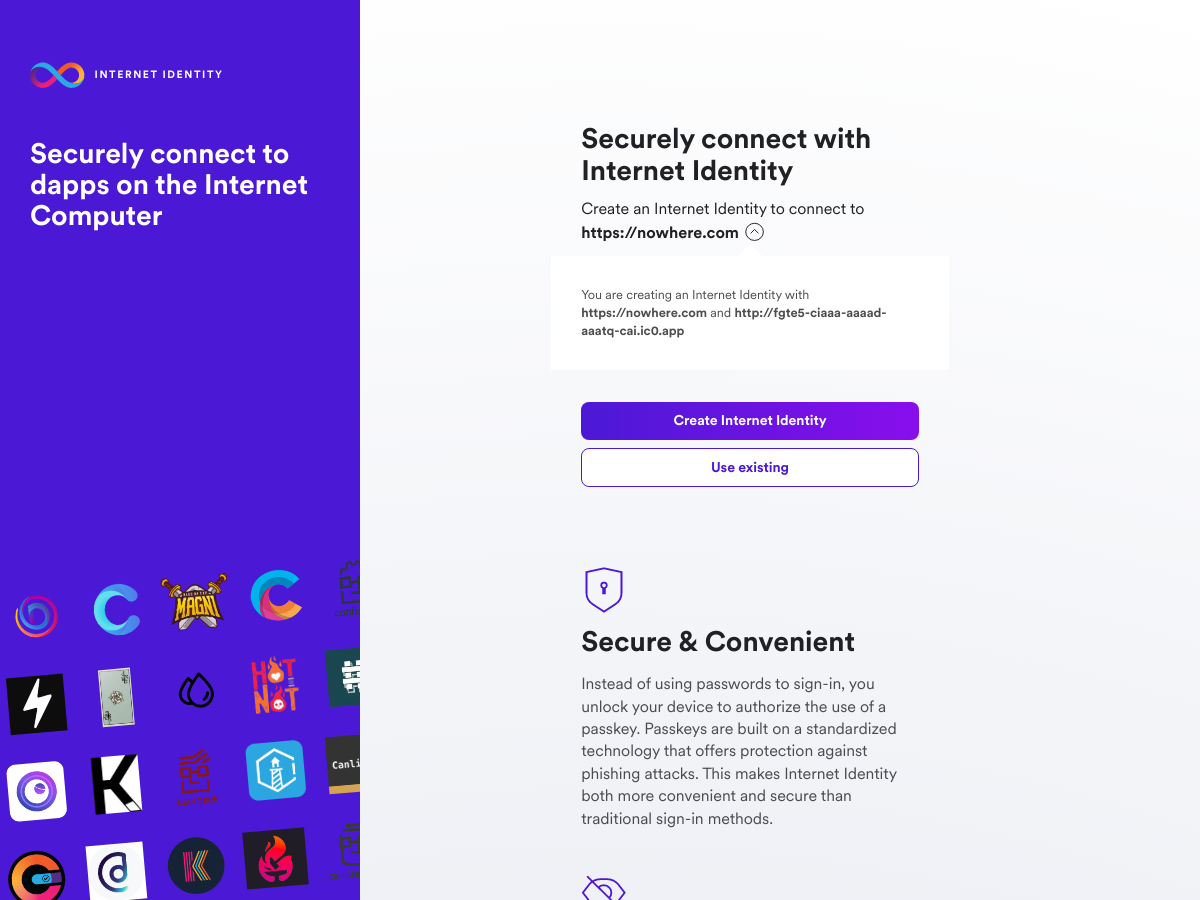 INTERNET IDENTITY
Securely connect to
dapps on the Internet
Computer
MAGNI
HOT
NOT
Canli
Securely connect with
Internet Identity
Create an Internet Identity to connect to
https://nowhere.com
You are creating an Internet Identity with
https://nowhere.com and http://fgte5-ciaaa-aaaad-
aaatq-cai.ic0.app
Create Internet Identity
Use existing
Secure & Convenient
Instead of using passwords to sign-in, you
unlock your device to authorize the use of a
passkey. Passkeys are built on a standardized
technology that offers protection against
phishing attacks. This makes Internet Identity
both more convenient and secure than
traditional sign-in methods.